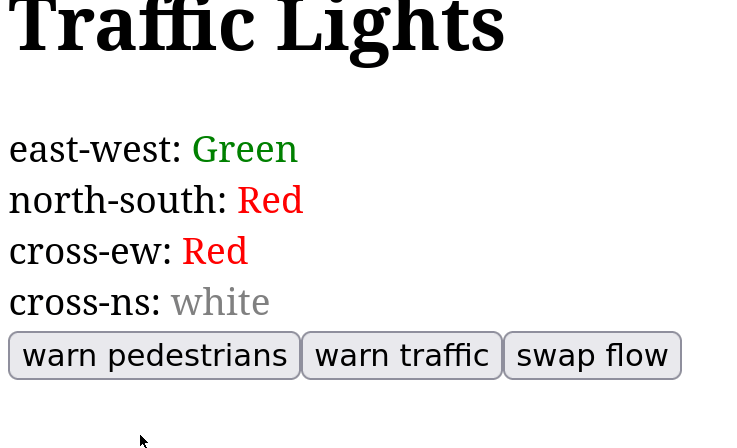 Traffic Lights
east-west: Green
north-south: Red
cross-ew: Red
cross-ns: white
warn pedestrians warn traffic swap flow